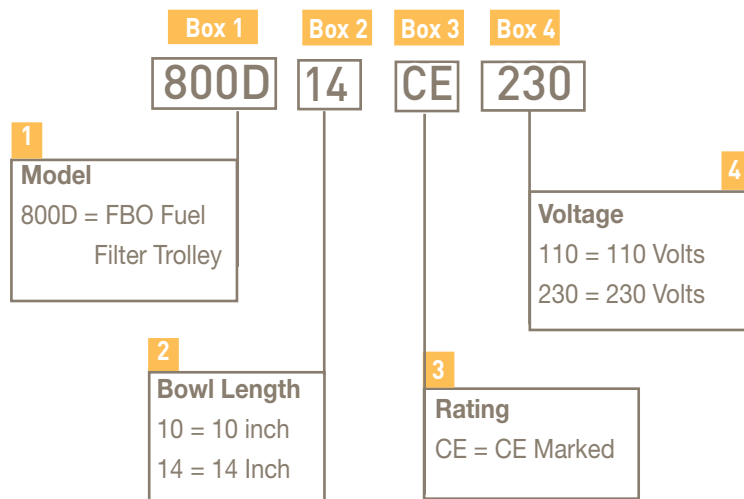 Box 1 Box 2 Box 3 Box 4
800D 14 CE 230
1
Model
800D = FBO Fuel
Filter Trolley
4
Voltage
110 = 110 Volts
230 = 230 Volts
2
Bowl Length
10 = 10 inch
14 = 14 Inch
3
Rating
CE = CE Marked